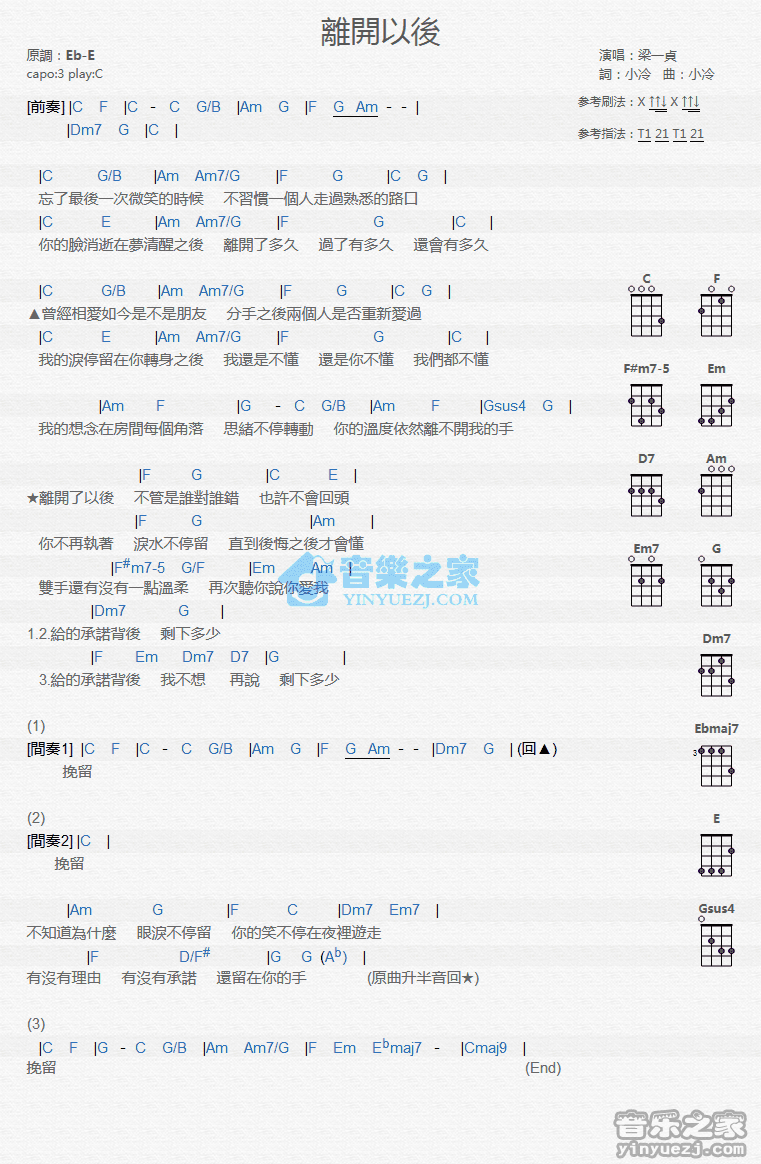 離開以後
原調：Eb-E
capo:3 play:C
演唱：梁一貞
詞：小冷 曲：小冷
[前奏] |C F |C - C G/B |Am G |F G Am - - |
|Dm7 G |C |
参考刷法：X ↑↑↓ X ↑↑↓
参考指法：T1 21 T1 21
|C G/B |Am Am7/G |F G |C G |
忘了最後一次微笑的時候 不習慣一個人走過熟悉的路口
|C E |Am Am7/G |F G |C |
你的臉消逝在夢清醒之後 離開了多久 過了有多久 還會有多久
|C G/B |Am Am7/G |F G |C G |
▲曾經相愛如今是不是朋友 分手之後兩個人是否重新愛過
|C E |Am Am7/G |F G |C |
我的淚停留在你轉身之後 我還是不懂 還是你不懂 我們都不懂
|Am F |G - C G/B |Am F |Gsus4 G |
我的想念在房間每個角落 思緒不停轉動 你的溫度依然離不開我的手
|F G |C E |
★離開了以後 不管是誰對誰錯 也許不會回頭
|F G |Am |
你不再執著 淚水不停留 直到後悔之後才會懂
|F#m7-5 G/F |Em Am |
雙手還有沒有一點溫柔 再次聽你說你愛我
|Dm7 G |
1.2.給的承諾背後 剩下多少
|F Em Dm7 D7 |G |
3.給的承諾背後 我不想 再說 剩下多少
(1)
[間奏1] |C F |C - C G/B |Am G |F G Am - - |Dm7 G | (回▲)
挽留
(2)
[間奏2] |C |
挽留
|Am G |F C |Dm7 Em7 |
不知道為什麼 眼淚不停留 你的笑不停在夜裡遊走
|F D/F# |G G (Ab) |
有沒有理由 有沒有承諾 還留在你的手 (原曲升半音回★)
(3)
|C F |G - C G/B |Am Am7/G |F Em Ebmaj7 - |Cmaj9 |
挽留 (End)
C F
F#m7-5 Em
D7 Am
Em7 G
Dm7
Ebmaj7
3
E
Gsus4
音樂之家
YINYUEZJ.COM
音乐之家
yinyuezj.com